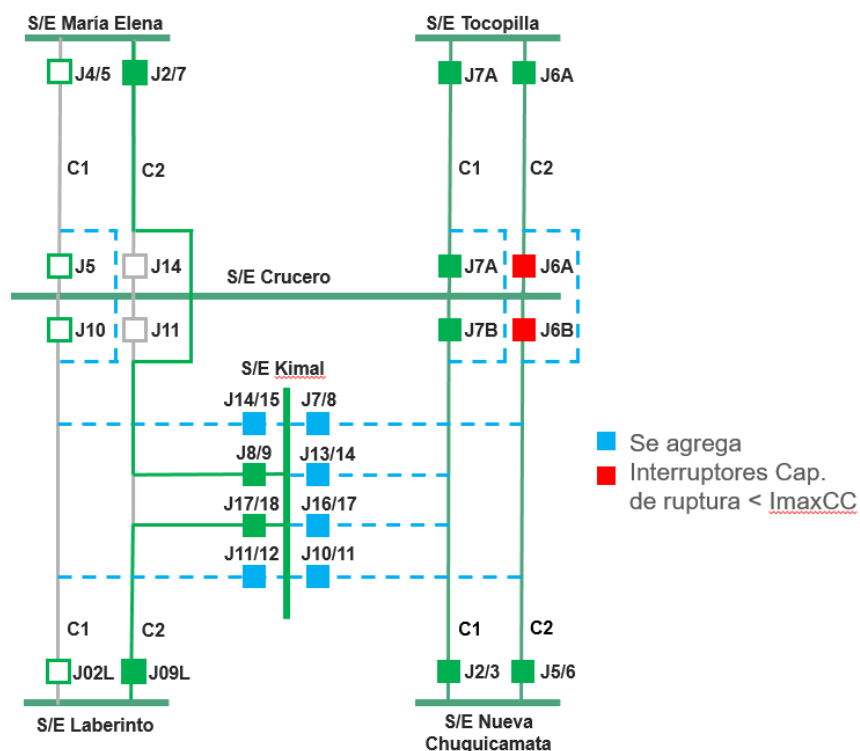 S/E María Elena
S/E Tocopilla
J4/5
J2/7
J7A
J6A
C1
C2
C1
C2
J5
J14
J7A
J6A
S/E Crucero
J10
J11
J7B
J6B
S/E Kimal
J14/15
J7/8
J8/9
J13/14
J17/18
J16/17
J11/12
J10/11
Se agrega
Interruptores Cap.
de ruptura < ImaxCC
C1
C2
C1
C2
J02L
J09L
J2/3
J5/6
S/E Laberinto
S/E Nueva
Chuquicamata